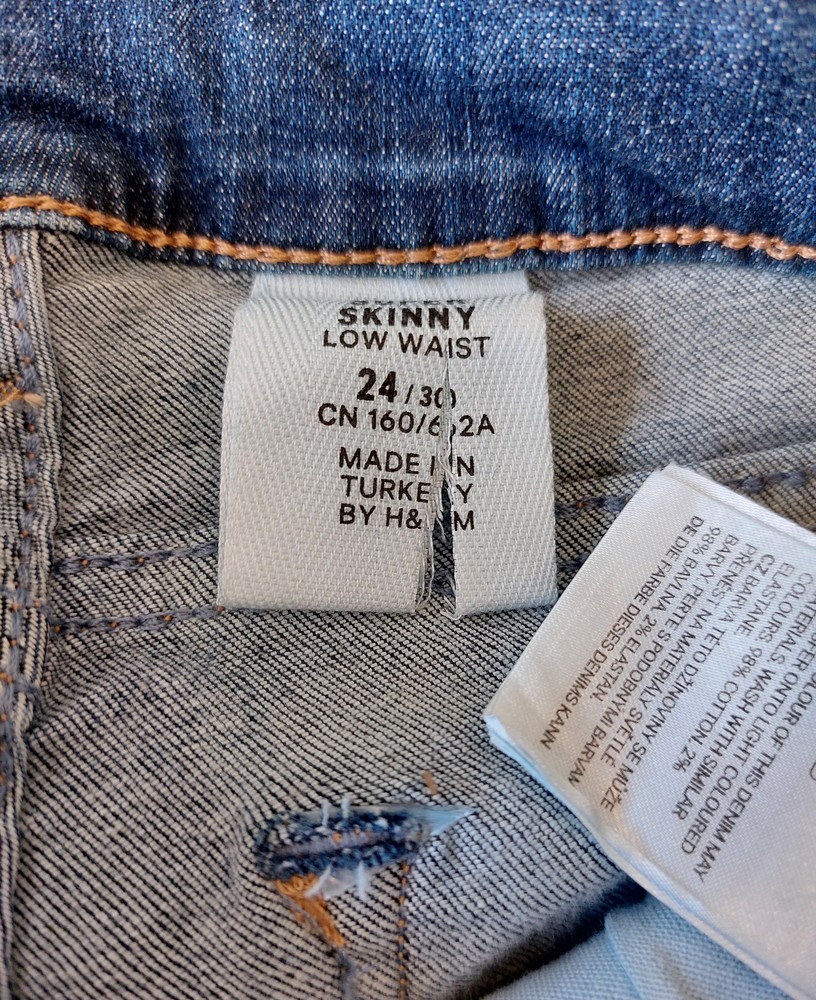 SKINNY
LOW WAIST
24/30
CN 160/62A
MADE IN
TURKEY
BY H&M
COLOUR OF THIS DENIM MAY
ONTO LIGHT COLOURED
MATERIALS. WASH WITH SIMILAR
COLOURS. 98% COTTON, 2%
ELASTANE.
CZ BARVA TÉTO DŽÍNOVINY SE MŮŽE
PŘENÉST NA MATERIÁLY SVĚTLÉ
BARVY. PERTE S PODOBNÝMI BARVAMI
98% BAVLNA, 2% ELASTAN.
DE DIE FARBE DIESES DENIMS KANN